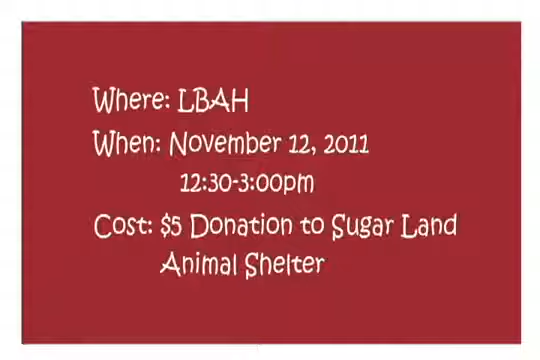 Where: LBAH
When: November 12, 2011
12:30-3:00pm
Cost: $5 Donation to Sugar Land
Animal Shelter